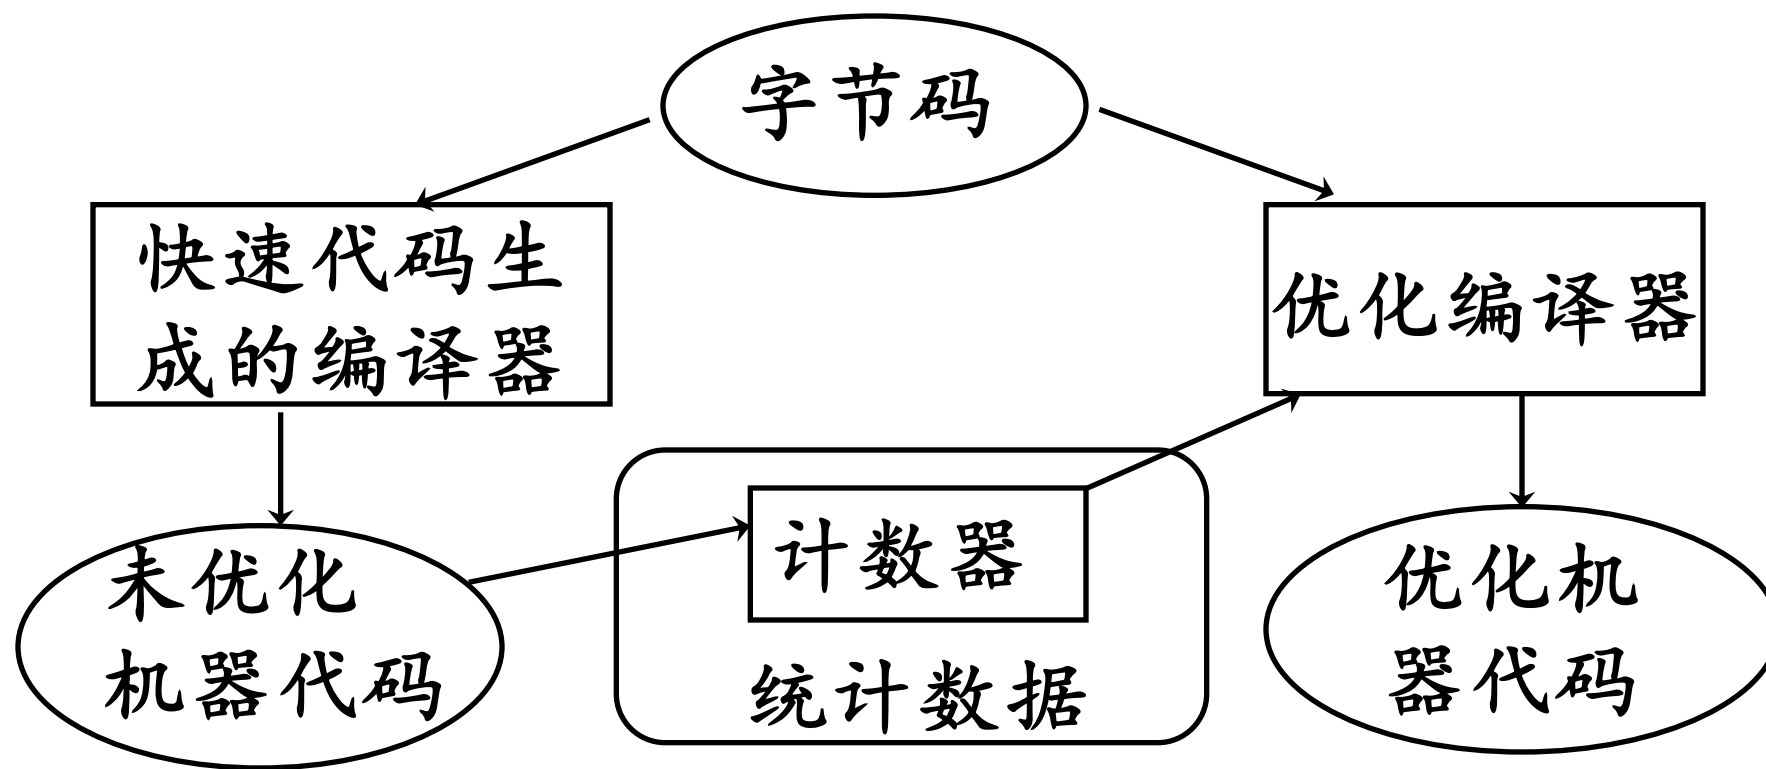 字节码
快速代码生
成的编译器
优化编译器
未优化
机器代码
计数器
统计数据
优化机
器代码